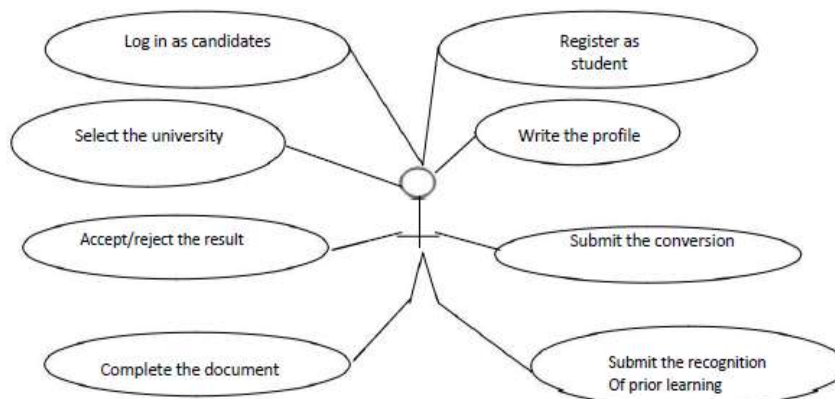 Log in as candidates
Register as
student
Select the university
Write the profile
Accept/reject the result
Submit the conversion
Complete the document
Submit the recognition
Of prior learning